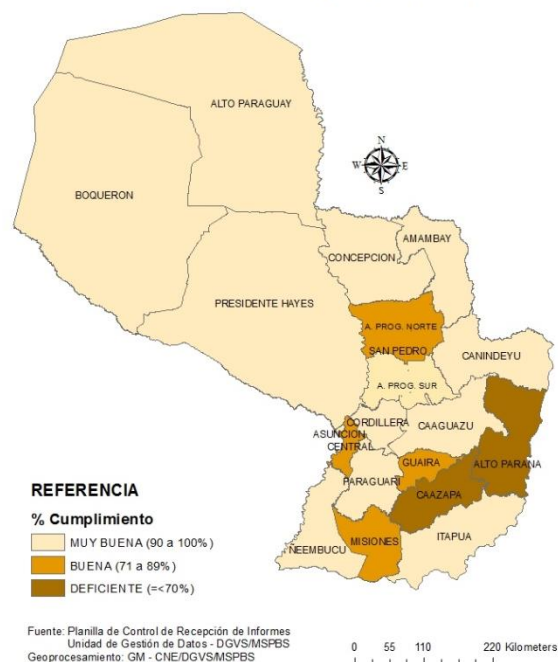 ALTO PARAGUAY
N
W E
S
BOQUERON
AMAMBAY
CONCEPCION
PRESIDENTE HAYES
A. PROG. NORTE
SAN PEDRO
CANINDEYU
A. PROG. SUR
CORDILLERA
CAAGUAZU
ASUNCION
CENTRAL
GUAIRA
ALTO PARANA
PARAGUARI
CAAZAPA
REFERENCIA
% Cumplimiento
MUY BUENA (90 a 100%)
BUENA (71 a 89%)
DEFICIENTE (=<70%)
ITAPUA
MISIONES
NEEMBUCU
Fuente: Planilla de Control de Recepción de Informes
Unidad de Gestión de Datos - DGVS/MSPBS
Geoprocesamiento: GM - CNE/DGVS/MSPBS
0 55 110 220 Kilometers